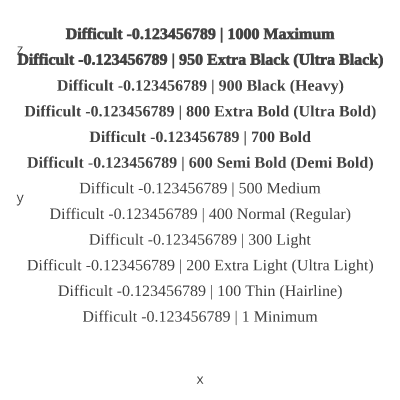 Difficult -0.123456789 | 1000 Maximum
z
Difficult -0.123456789 | 950 Extra Black (Ultra Black)
Difficult -0.123456789 | 900 Black (Heavy)
Difficult -0.123456789 | 800 Extra Bold (Ultra Bold)
Difficult -0.123456789 | 700 Bold
Difficult -0.123456789 | 600 Semi Bold (Demi Bold)
Difficult -0.123456789 | 500 Medium
y
Difficult -0.123456789 | 400 Normal (Regular)
Difficult -0.123456789 | 300 Light
Difficult -0.123456789 | 200 Extra Light (Ultra Light)
Difficult -0.123456789 | 100 Thin (Hairline)
Difficult -0.123456789 | 1 Minimum
x